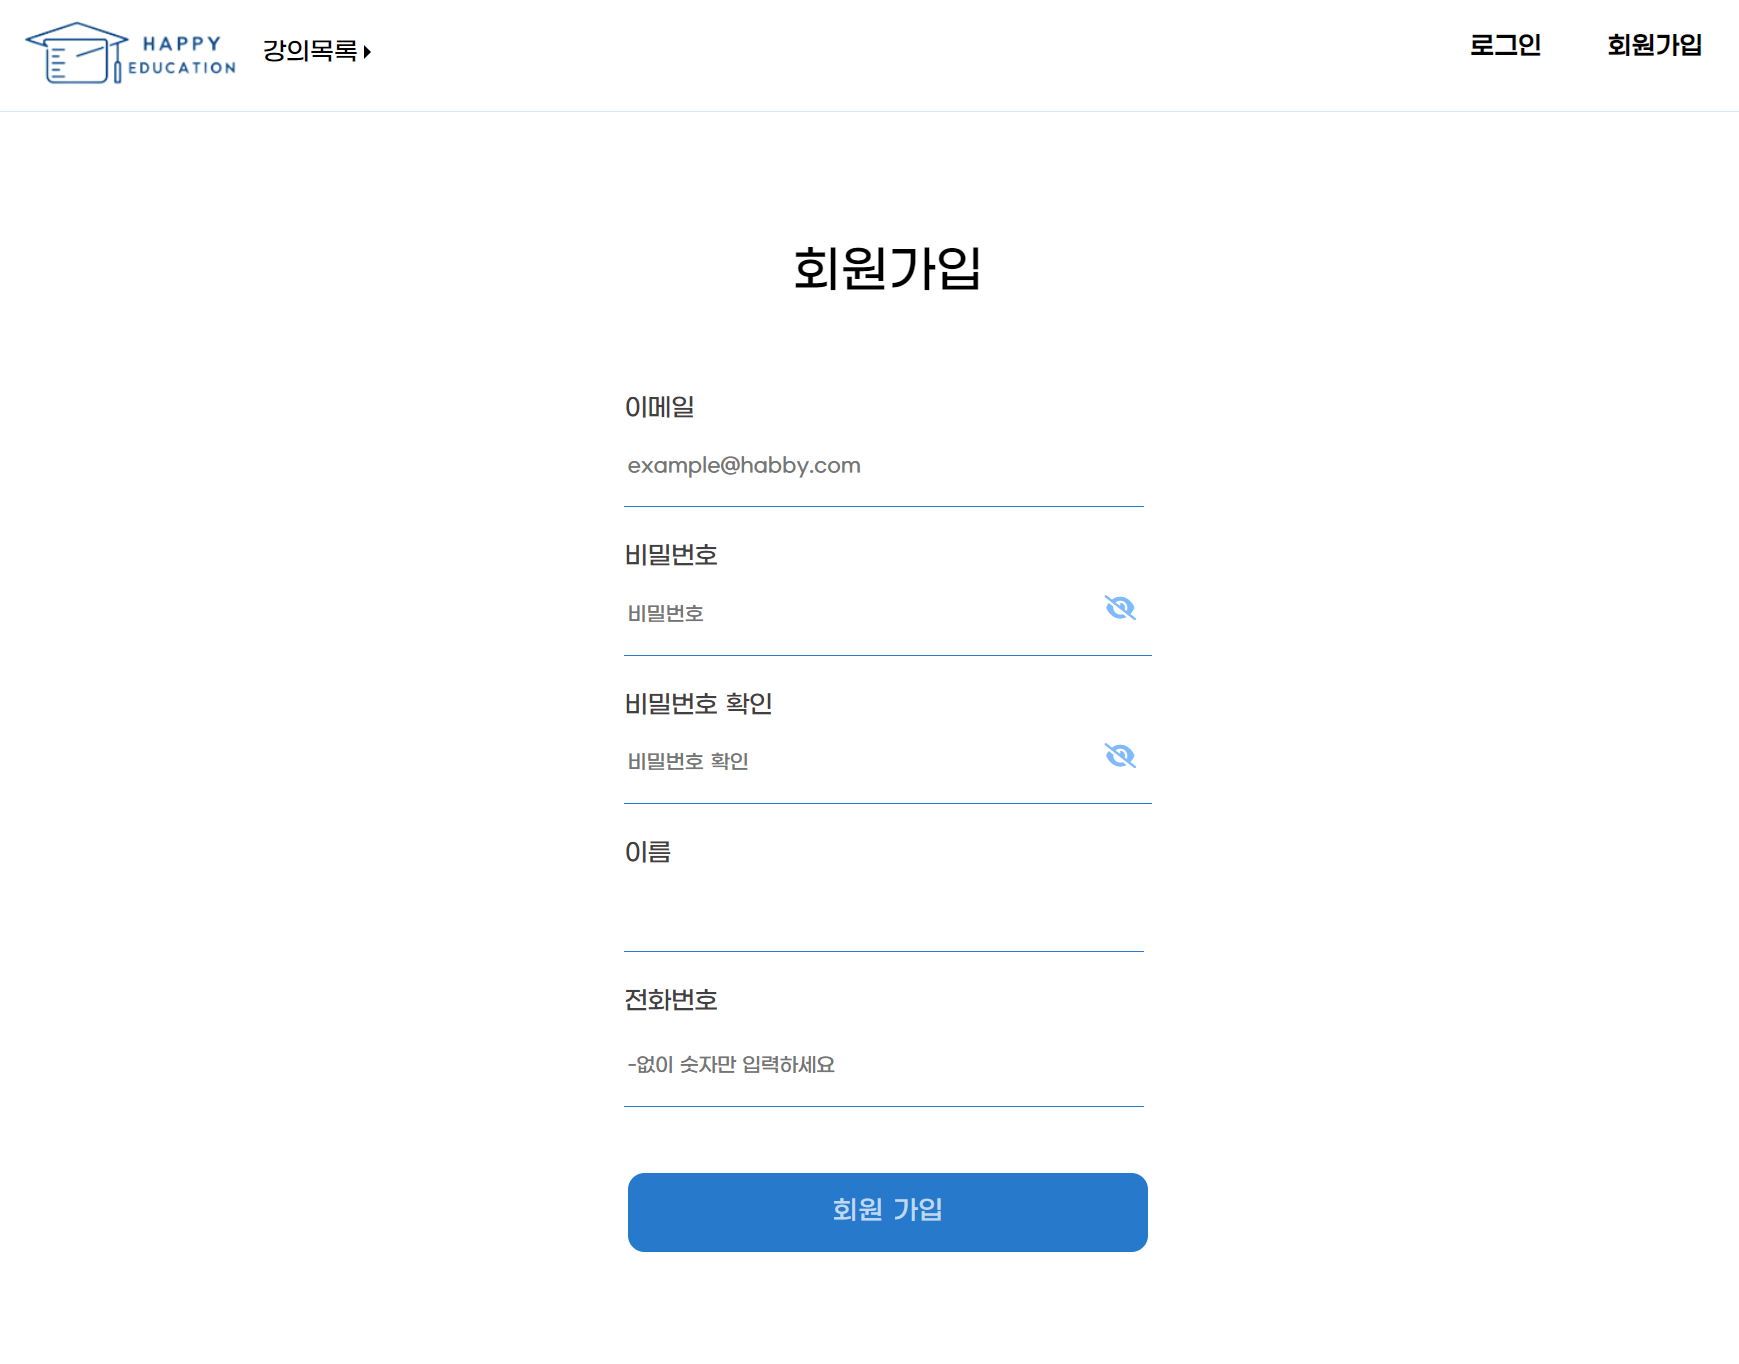 HAPPY
EDUCATION
강의목록
로그인
회원가입
회원가입
이메일
example@habby.com
비밀번호
비밀번호
비밀번호 확인
비밀번호 확인
이름
전화번호
-없이 숫자만 입력하세요
회원 가입